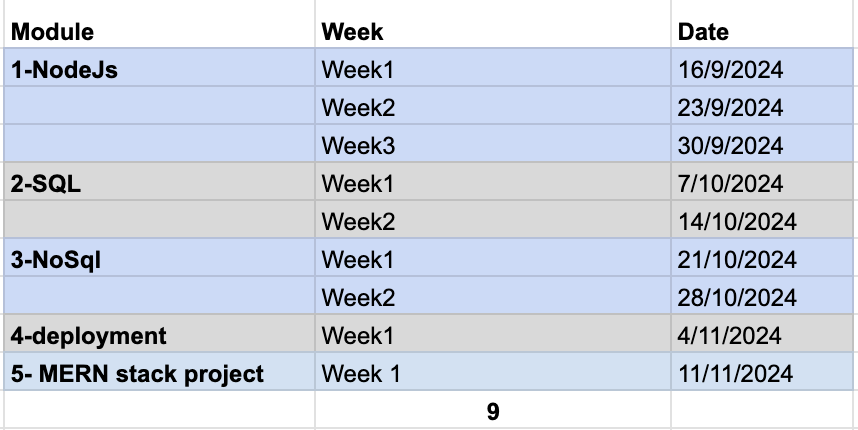 Module Week Date
1-NodeJs Week1 16/9/2024
Week2 23/9/2024
Week3 30/9/2024
2-SQL Week1 7/10/2024
Week2 14/10/2024
3-NoSql Week1 21/10/2024
Week2 28/10/2024
4-deployment Week1 4/11/2024
5- MERN stack project Week 1 11/11/2024
9